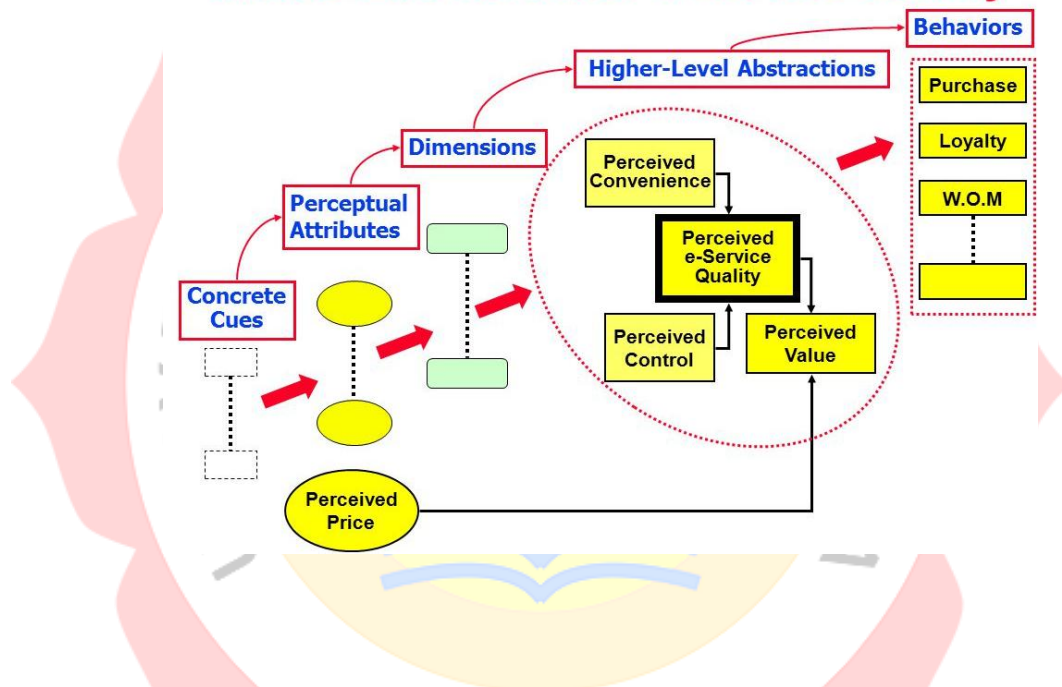 Behaviors
Higher-Level Abstractions
Purchase
Dimensions
Loyalty
Perceived
Convenience
Perceptual
Attributes
W.O.M
Perceived
e-Service
Quality
Concrete
Cues
Perceived
Control
Perceived
Value
Perceived
Price